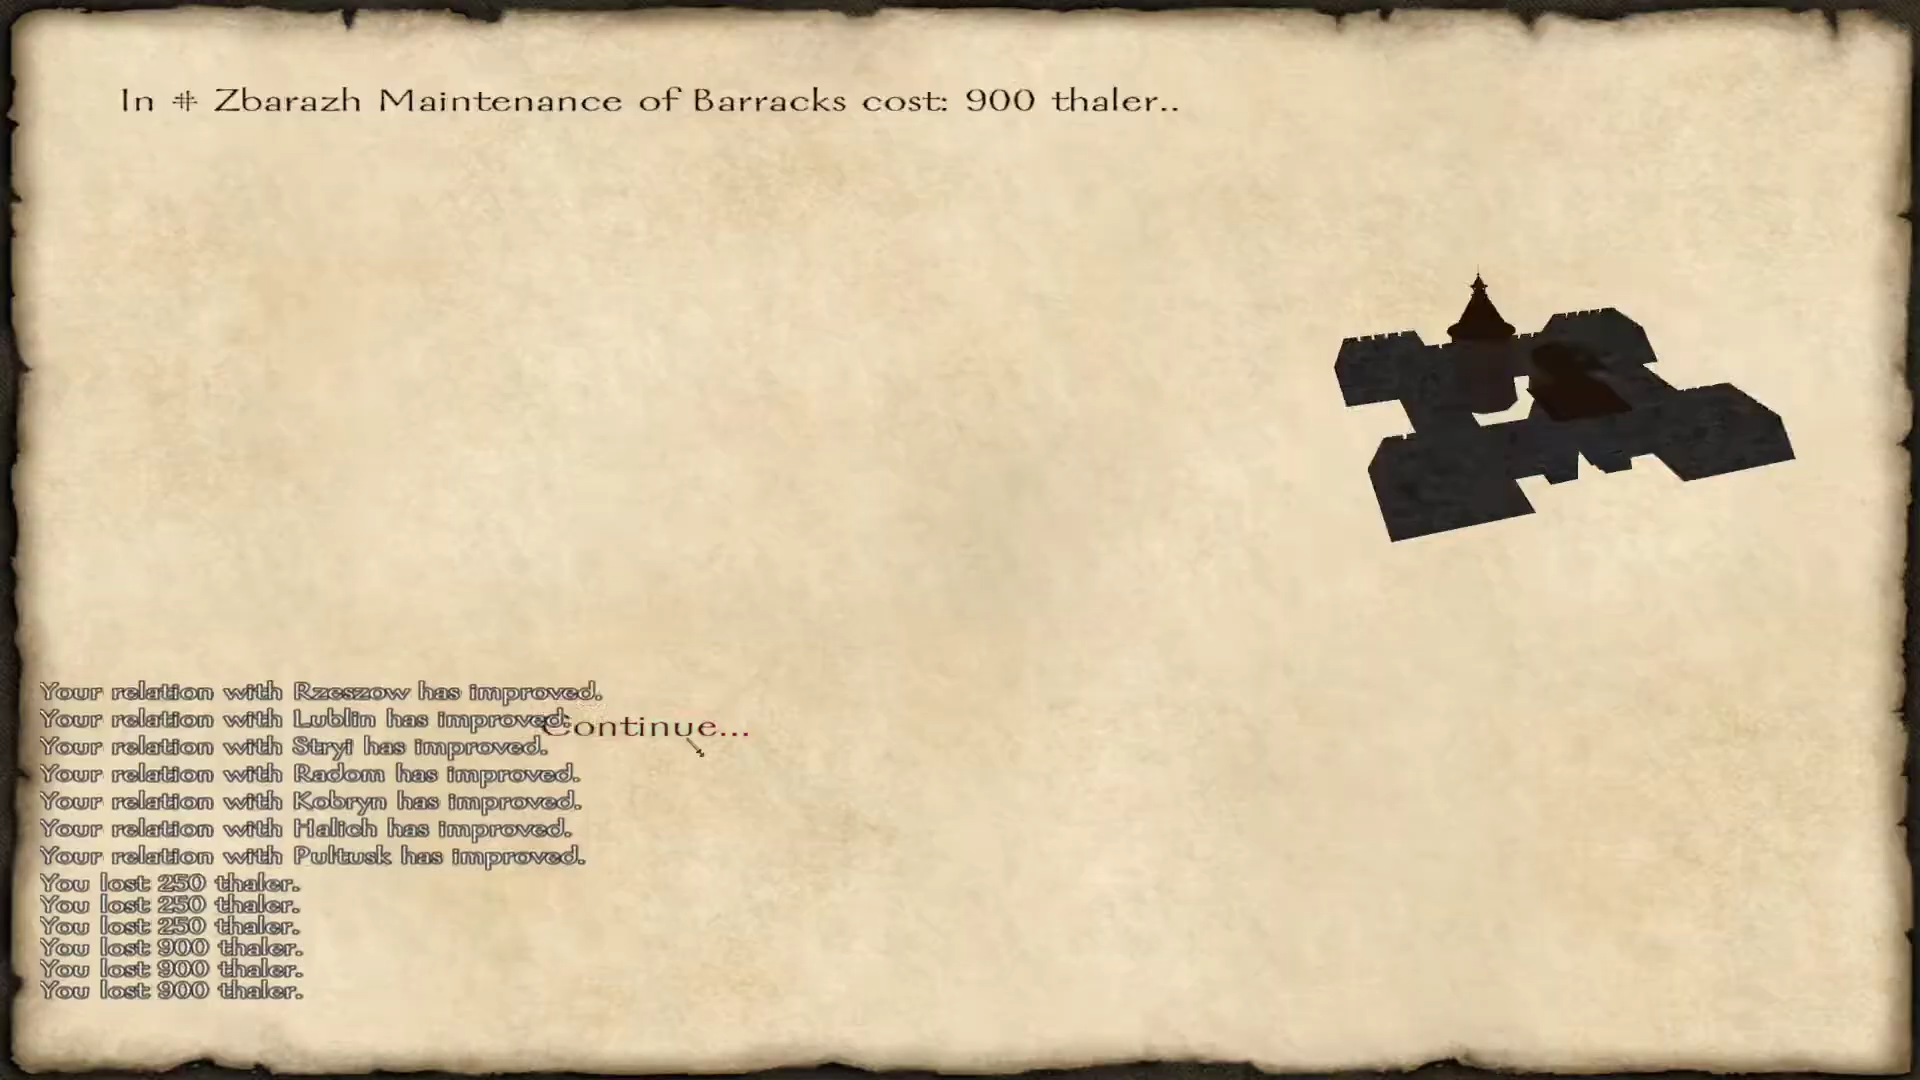 In # Zbarazh Maintenance of Barracks cost: 900 thaler..
Your relation with Rzeszow has improved.
Your relation with Lublin has improved.
Continue...
Your relation with Stryi has improved.
Your relation with Radom has improved.
Your relation with Kobryn has improved.
Your relation with Halich has improved.
Your relation with Pultusk has improved.
You lost 250 thaler.
You lost 250 thaler.
You lost 250 thaler.
You lost 900 thaler.
You lost 900 thaler.
You lost 900 thaler.